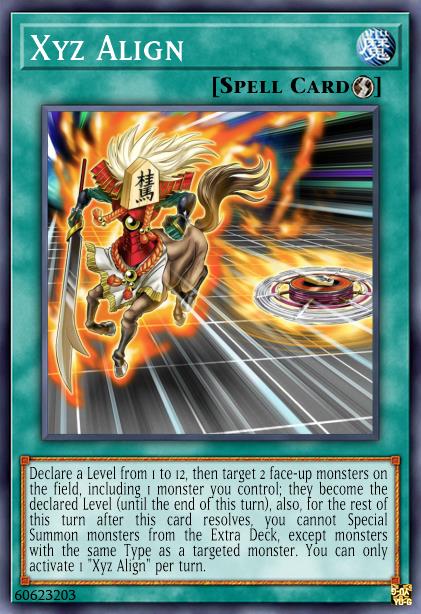 Xyz Align
[Spell Card]
桂馬
Declare a Level from 1 to 12, then target 2 face-up monsters on
the field, including 1 monster you control; they become the
declared Level (until the end of this turn), also, for the rest of
this turn after this card resolves, you cannot Special
Summon monsters from the Extra Deck, except monsters
with the same Type as a targeted monster. You can only
activate 1 "Xyz Align" per turn.
60623203